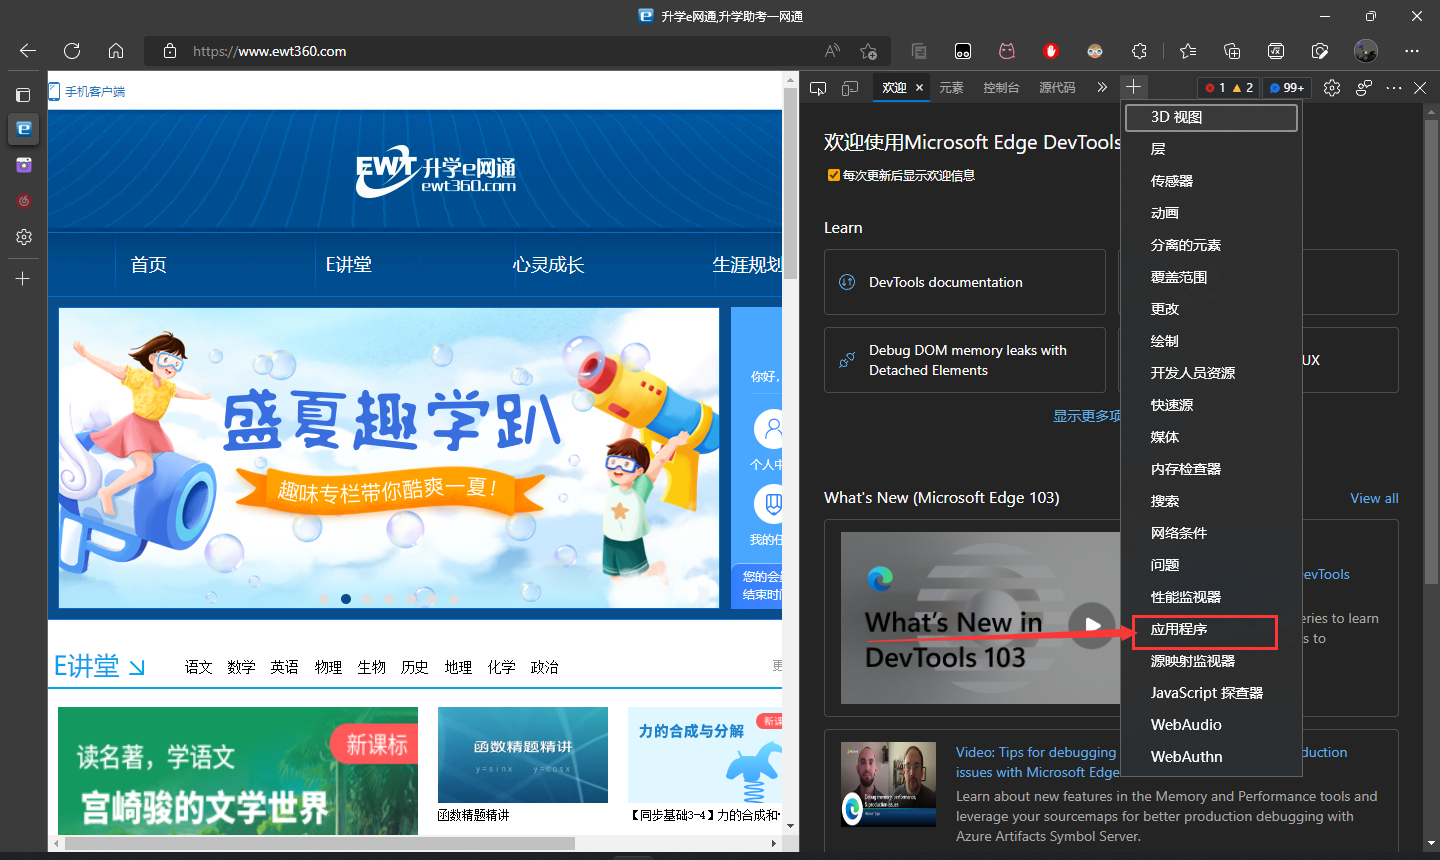 升学e网通,升学助考一网通
https://www.ewt360.com
手机客户端
EWT 升学e网通
ewt360.com
首页
E讲堂
心灵成长
生涯规划
盛夏趣学趴
趣味专栏带你酷爽一夏!
你好,
个人中
我的任
您的会员
结束时间
E讲堂
语文 数学 英语 物理 生物 历史 地理 化学 政治
更
读名著，学语文
新课标
宫崎骏的文学世界
函数精题精讲
y=sinx y=cosx
函数精题精讲
力的合成与分解
新课
【同步基础3-4】力的合成和
欢迎
元素
控制台
源代码
1
2
99+
欢迎使用Microsoft Edge DevTools
每次更新后显示欢迎信息
Learn
DevTools documentation
Debug DOM memory leaks with
Detached Elements
UX
显示更多项
What's New (Microsoft Edge 103)
View all
What's New in
DevTools 103
evTools
eries to learn
s to
Video: Tips for debugging
duction
issues with Microsoft Edge
Learn about new features in the Memory and Performance tools and
leverage your sourcemaps for better production debugging with
Azure Artifacts Symbol Server.
3D 视图
层
传感器
动画
分离的元素
覆盖范围
更改
绘制
开发人员资源
快速源
媒体
内存检查器
搜索
网络条件
问题
性能监视器
应用程序
源映射监视器
JavaScript 探查器
WebAudio
WebAuthn